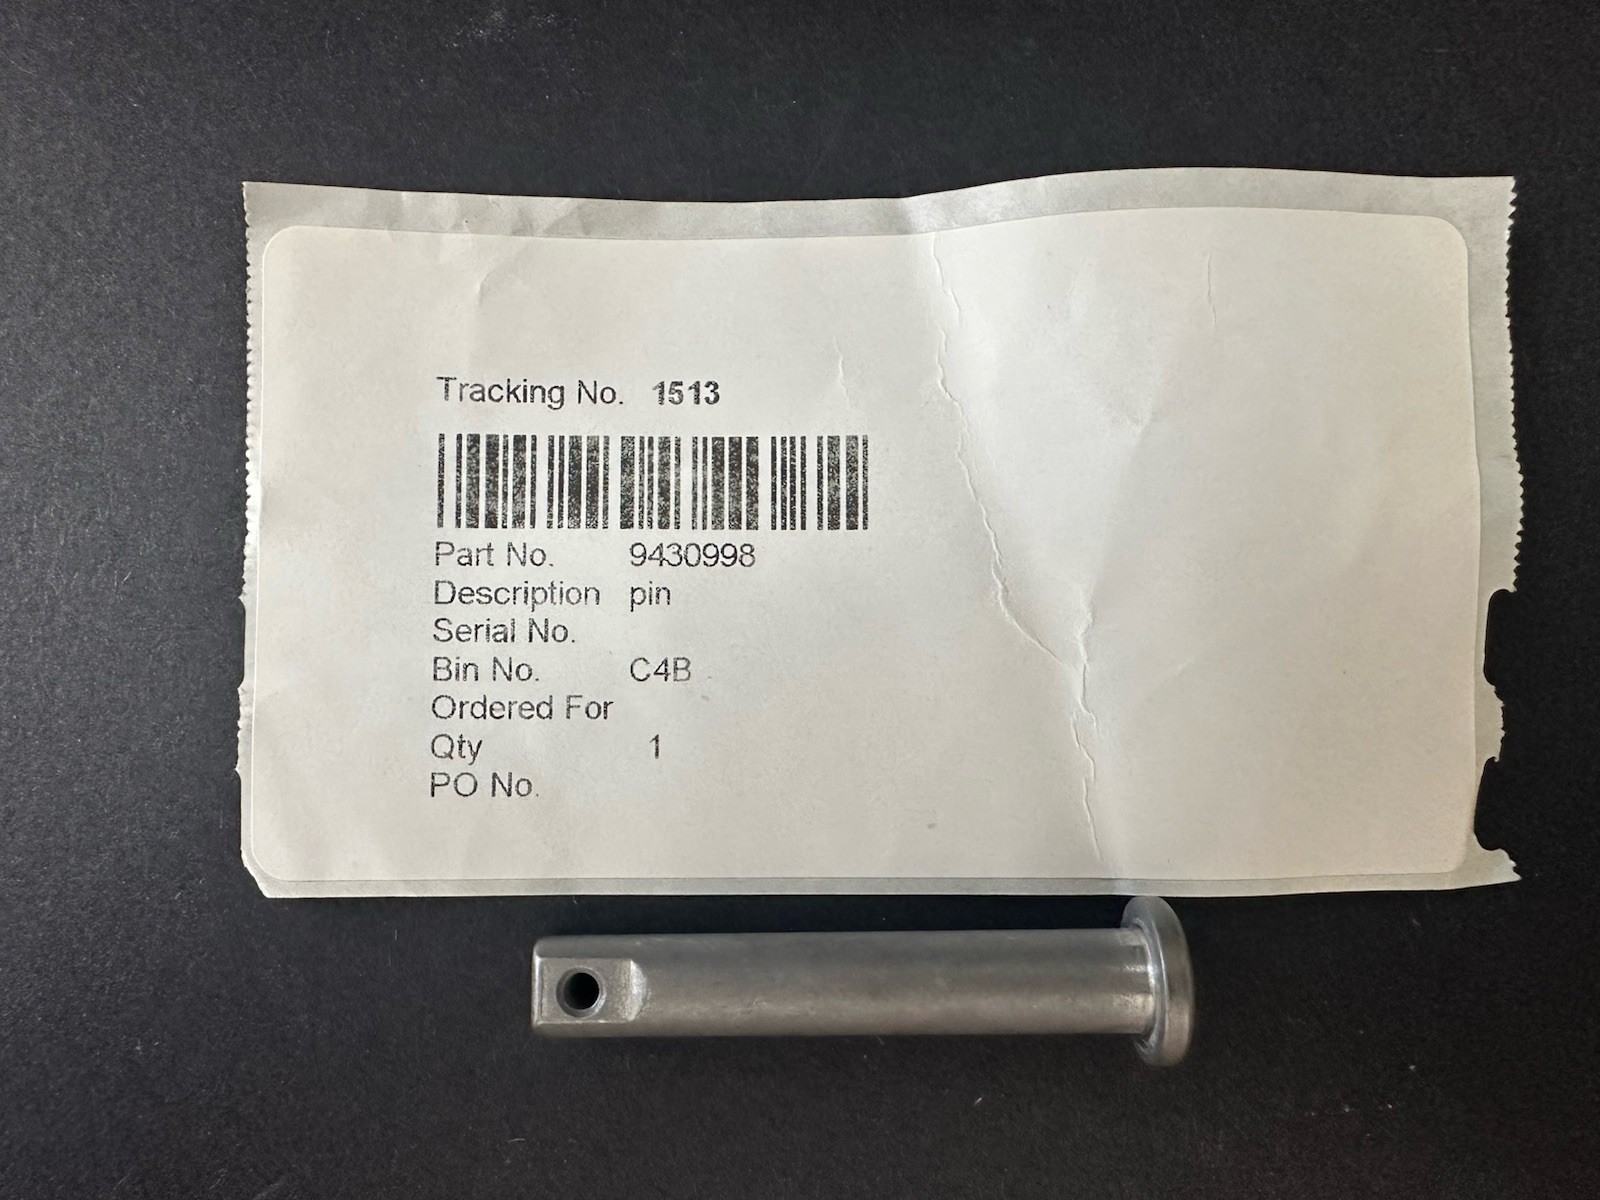 Tracking No. 1513
Part No. 9430998
Description pin
Serial No.
Bin No. C4B
Ordered For
Qty 1
PO No.